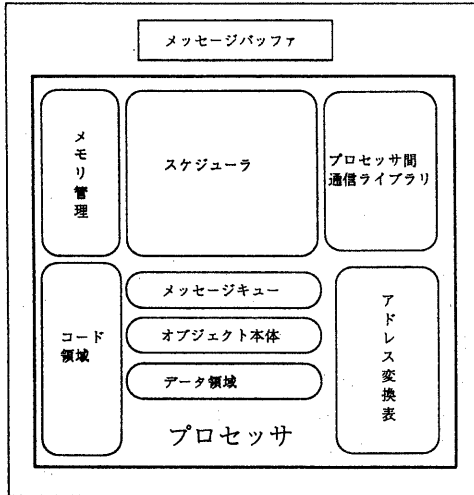 メッセージバッファ
メモリ管理
スケジューラ
プロセッサ間
通信ライブラリ
メッセージキュー
コード
領域
オブジェクト本体
アドレス変換表
データ領域
プロセッサ